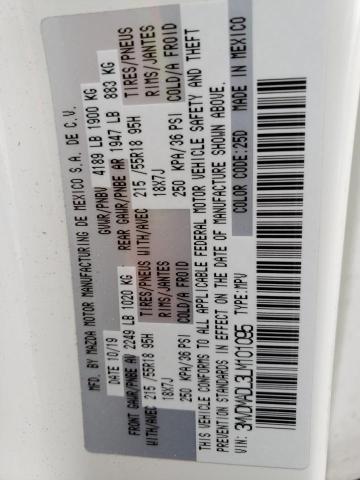 MFD. BY MAZDA MOTOR MANUFACTURING DE MEXICO S.A. DE C.V.
DATE 10/19 GVWR/PNBV 4189 LB 1900 KG
FRONT GAWR/PNBE AV 2249 LB 1020 KG REAR GAWR/PNBE AR 1947 LB 883 KG
WITH/AVEC TIRES/PNEUS WITH/AVEC TIRES/PNEUS
215 /55R18 95H RIMS/JANTES 215 /55R18 95H RIMS/JANTES
18X7J COLD/A FROID 18X7J COLD/A FROID
250 KPA/36 PSI 250 KPA/36 PSI
THIS VEHICLE CONFORMS TO ALL APPLICABLE FEDERAL MOTOR VEHICLE SAFETY AND THEFT
PREVENTION STANDARDS IN EFFECT ON THE DATE OF MANUFACTURE SHOWN ABOVE.
VIN: 3MVDMADL3LM101095 TYPE: MPV COLOR CODE: 25D MADE IN MEXICO